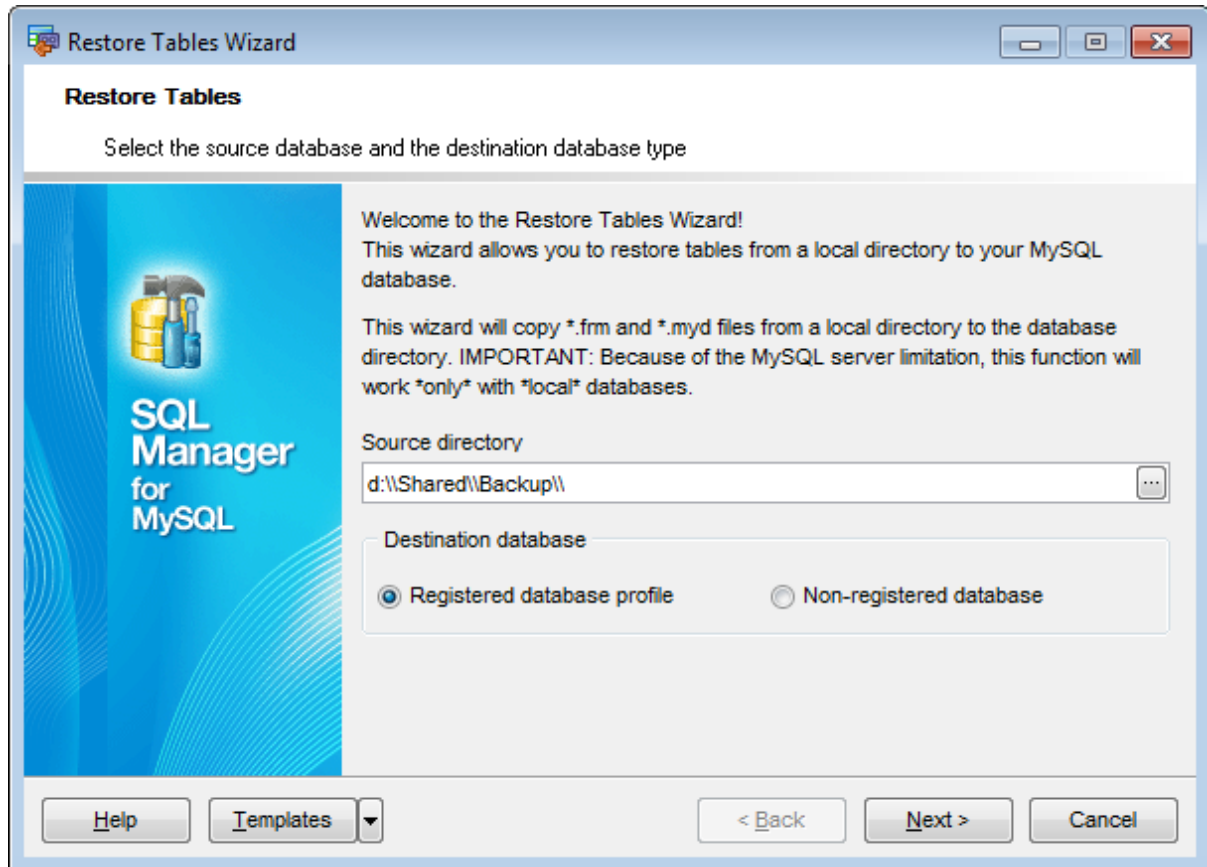 Restore Tables Wizard
Restore Tables
Select the source database and the destination database type
Welcome to the Restore Tables Wizard!
This wizard allows you to restore tables from a local directory to your MySQL
database.
This wizard will copy *.frm and *.myd files from a local directory to the database
directory. IMPORTANT: Because of the MySQL server limitation, this function will
work *only* with *local* databases.
SQL
Manager
for
MySQL
Source directory
d:\\Shared\\Backup\\
...
Destination database
Registered database profile
Non-registered database
Help
Templates
< Back
Next >
Cancel